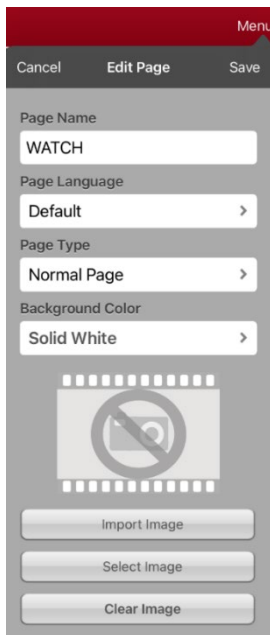 Menu
Cancel Edit Page Save
Page Name
WATCH
Page Language
Default
Page Type
Normal Page
Background Color
Solid White
Import Image
Select Image
Clear Image